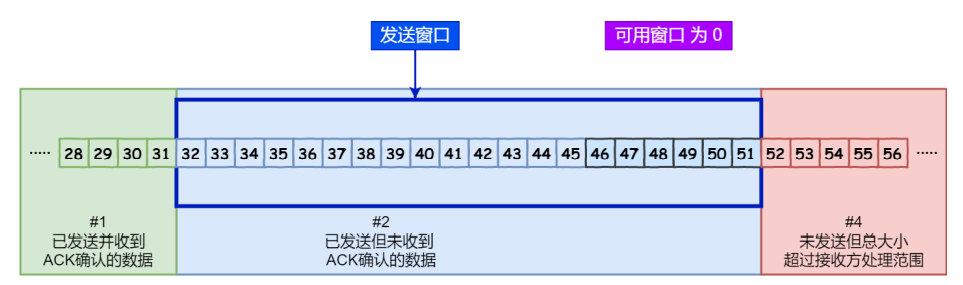 发送窗口
可用窗口 为 0
..... 28 29 30 31 32 33 34 35 36 37 38 39 40 41 42 43 44 45 46 47 48 49 50 51 52 53 54 55 56 .....
#1
已发送并收到
ACK确认的数据
#2
已发送但未收到
ACK确认的数据
#4
未发送但总大小
超过接收方处理范围